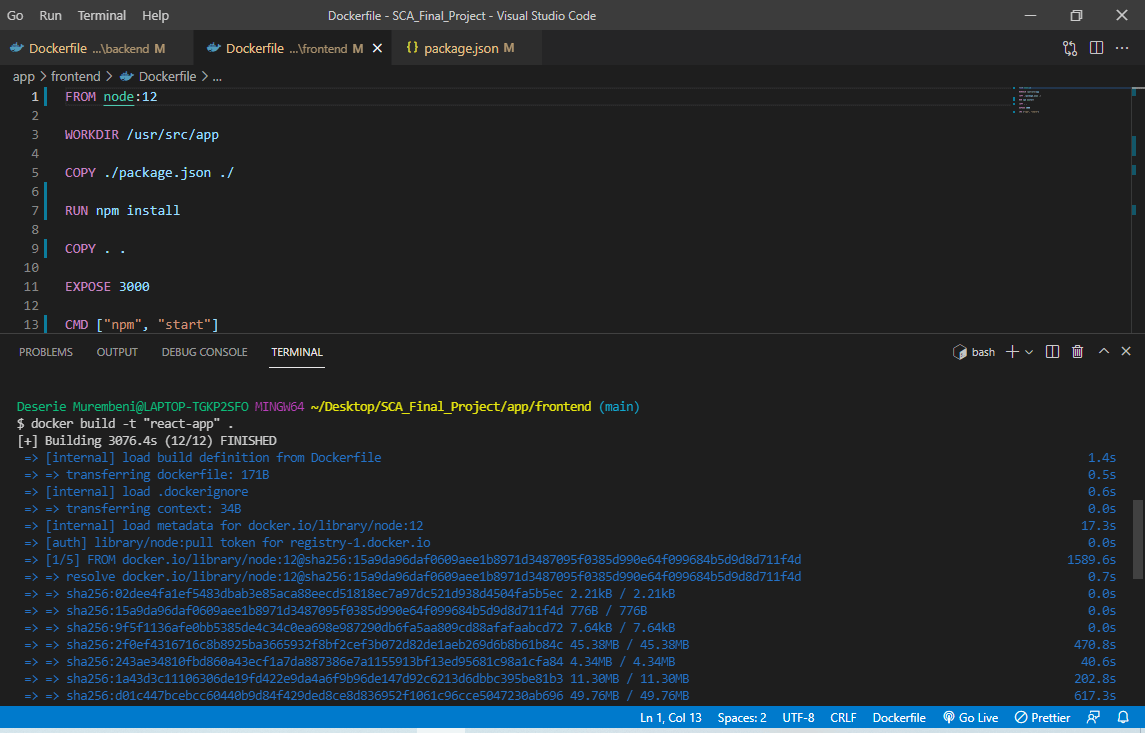 Go Run Terminal Help Dockerfile - SCA_Final_Project - Visual Studio Code
Dockerfile ...\backend M Dockerfile ...\frontend M {} package.json M
app > frontend > Dockerfile > ...
1 FROM node:12
2
3 WORKDIR /usr/src/app
4
5 COPY ./package.json ./
6
7 RUN npm install
8
9 COPY . .
10
11 EXPOSE 3000
12
13 CMD ["npm", "start"]
PROBLEMS OUTPUT DEBUG CONSOLE TERMINAL bash
Deserie Murembeni@LAPTOP-TGKP2SFO MINGW64 ~/Desktop/SCA_Final_Project/app/frontend (main)
$ docker build -t "react-app" .
[+] Building 3076.4s (12/12) FINISHED
=> [internal] load build definition from Dockerfile 1.4s
=> => transferring dockerfile: 171B 0.5s
=> [internal] load .dockerignore 0.6s
=> => transferring context: 34B 0.0s
=> [internal] load metadata for docker.io/library/node:12 17.3s
=> [auth] library/node:pull token for registry-1.docker.io 0.0s
=> [1/5] FROM docker.io/library/node:12@sha256:15a9da96daf0609aee1b8971d3487095f0385d990e64f099684b5d9d8d711f4d 1589.6s
=> => resolve docker.io/library/node:12@sha256:15a9da96daf0609aee1b8971d3487095f0385d990e64f099684b5d9d8d711f4d 0.7s
=> => sha256:02dee4fa1ef5483dbab3e85aca88eecd51818ec7a97dc521d938d4504fa5b5ec 2.21kB / 2.21kB 0.0s
=> => sha256:15a9da96daf0609aee1b8971d3487095f0385d990e64f099684b5d9d8d711f4d 776B / 776B 0.0s
=> => sha256:9f5f1136afe0bb5385de4c34c0ea698e987290db6fa5aa809cd88afafaabcd72 7.64kB / 7.64kB 0.0s
=> => sha256:2f0ef4316716c8b8925ba3665932f8bf2cef3b072d82de1aeb269d6b8b61b84c 45.38MB / 45.38MB 470.8s
=> => sha256:243ae34810fbd860a43ecf1a7da887386e7a1155913bf13ed95681c98a1cfa84 4.34MB / 4.34MB 40.6s
=> => sha256:1a43d3c11106306de19fd422e9da4a6f9b96de147d92c6213d6dbbc395be81b3 11.30MB / 11.30MB 202.8s
=> => sha256:d01c447bcebcc60440b9d84f429ded8ce8d836952f1061c96cce5047230ab696 49.76MB / 49.76MB 617.3s
Ln 1, Col 13 Spaces: 2 UTF-8 CRLF Dockerfile Go Live Prettier